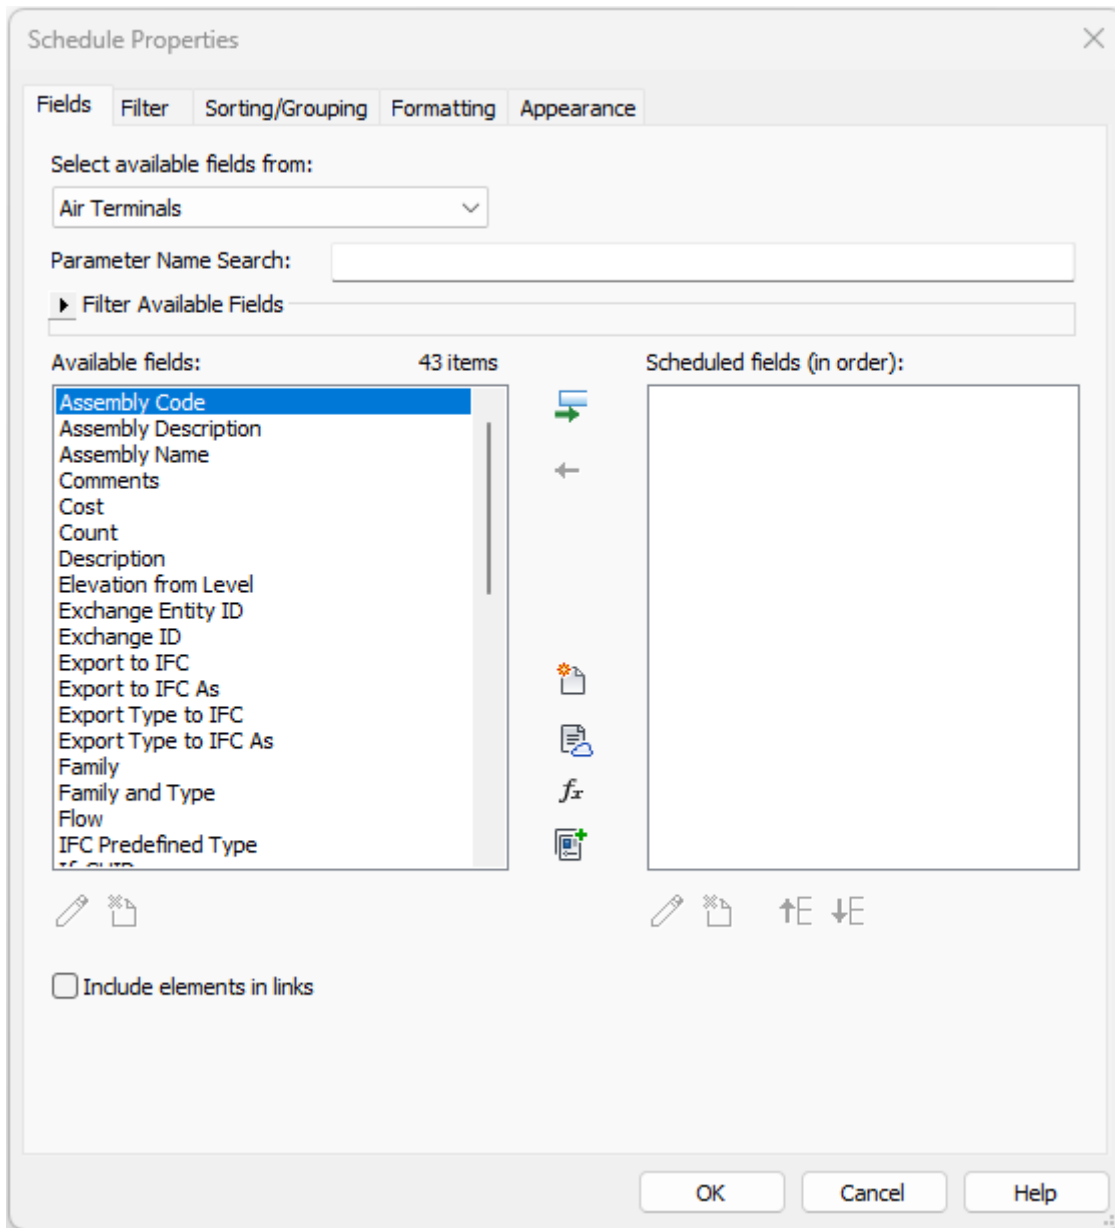 Schedule Properties
Fields
Filter
Sorting/Grouping
Formatting
Appearance
Select available fields from:
Air Terminals
Parameter Name Search:
Filter Available Fields
Available fields:
43 items
Scheduled fields (in order):
Assembly Code
Assembly Description
Assembly Name
Comments
Cost
Count
Description
Elevation from Level
Exchange Entity ID
Exchange ID
Export to IFC
Export to IFC As
Export Type to IFC
Export Type to IFC As
Family
Family and Type
Flow
IFC Predefined Type
fx
Include elements in links
OK
Cancel
Help